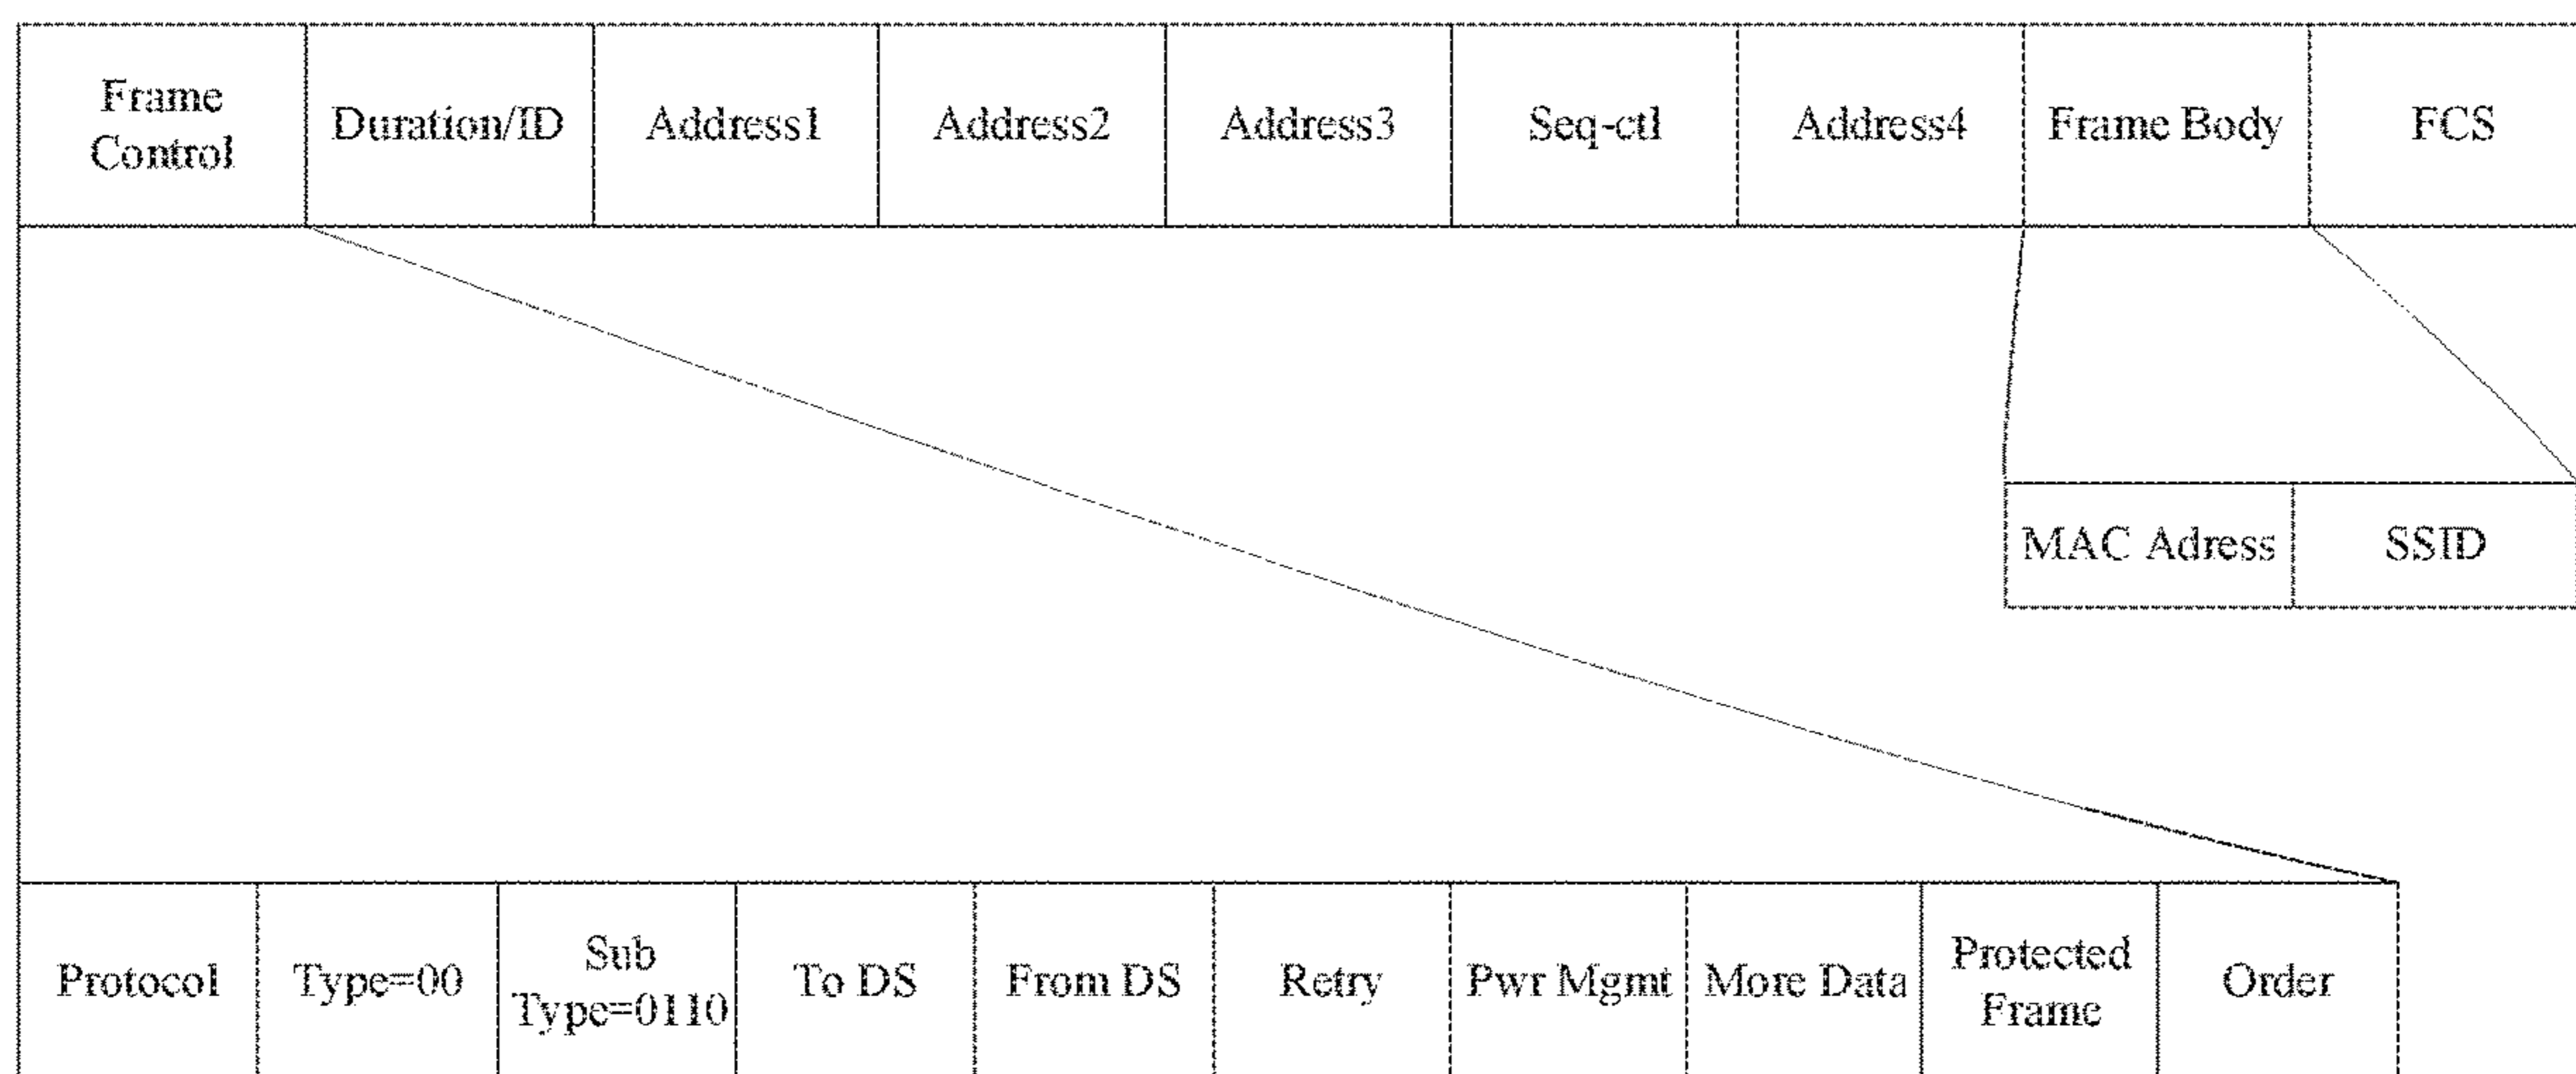 Frame
Control
Duration/ID
Address1
Address2
Address3
Seq-ctl
Address4
Frame Body
FCS
MAC Adress
SSID
Protocol
Type=00
Sub
Type=0110
To DS
From DS
Retry
Pwr Mgmt
More Data
Protected
Frame
Order